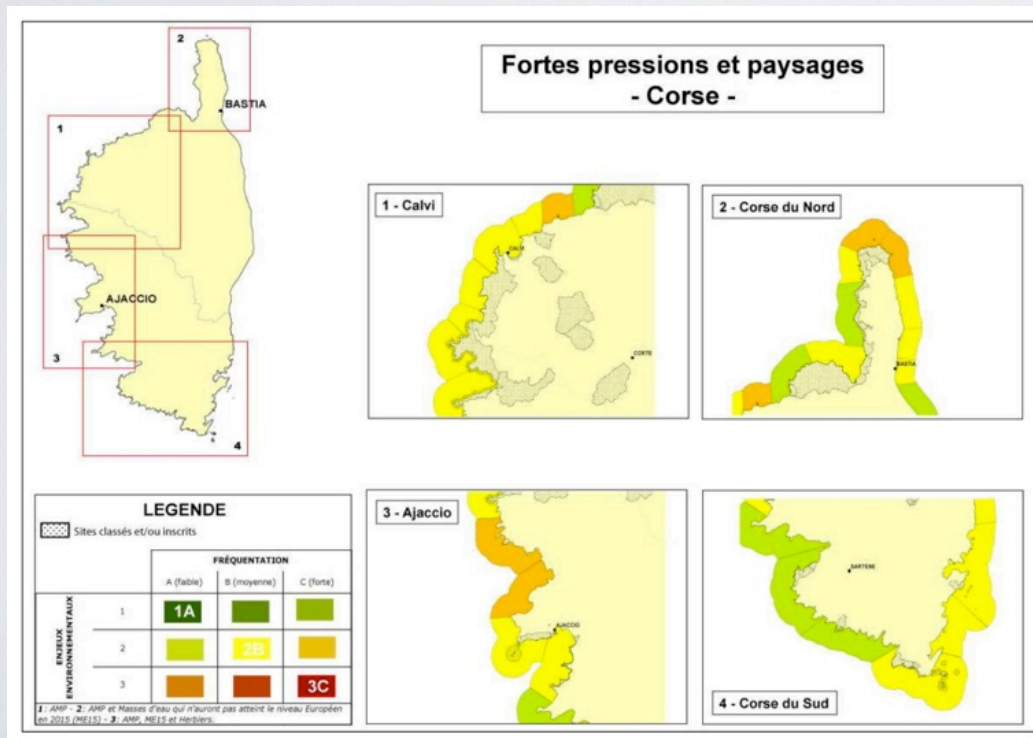 Fortes pressions et paysages
- Corse -
2
BASTIA
1
AJACCIO
3
4
1 - Calvi
CALVI
CORTE
2 - Corse du Nord
BASTIA
3 - Ajaccio
AJACCIO
SARTENE
4 - Corse du Sud
LEGENDE
Sites classés et/ou inscrits
FRÉQUENTATION
A (faible) B (moyenne) C (forte)
ENJEUX
ENVIRONNEMENTAUX
1 1A
2 2B
3 3C
1 : AMP - 2 : AMP et Masses d'eau qui n'auront pas atteint le niveau Européen
en 2015 (ME15) - 3 : AMP, ME15 et Herbiers.